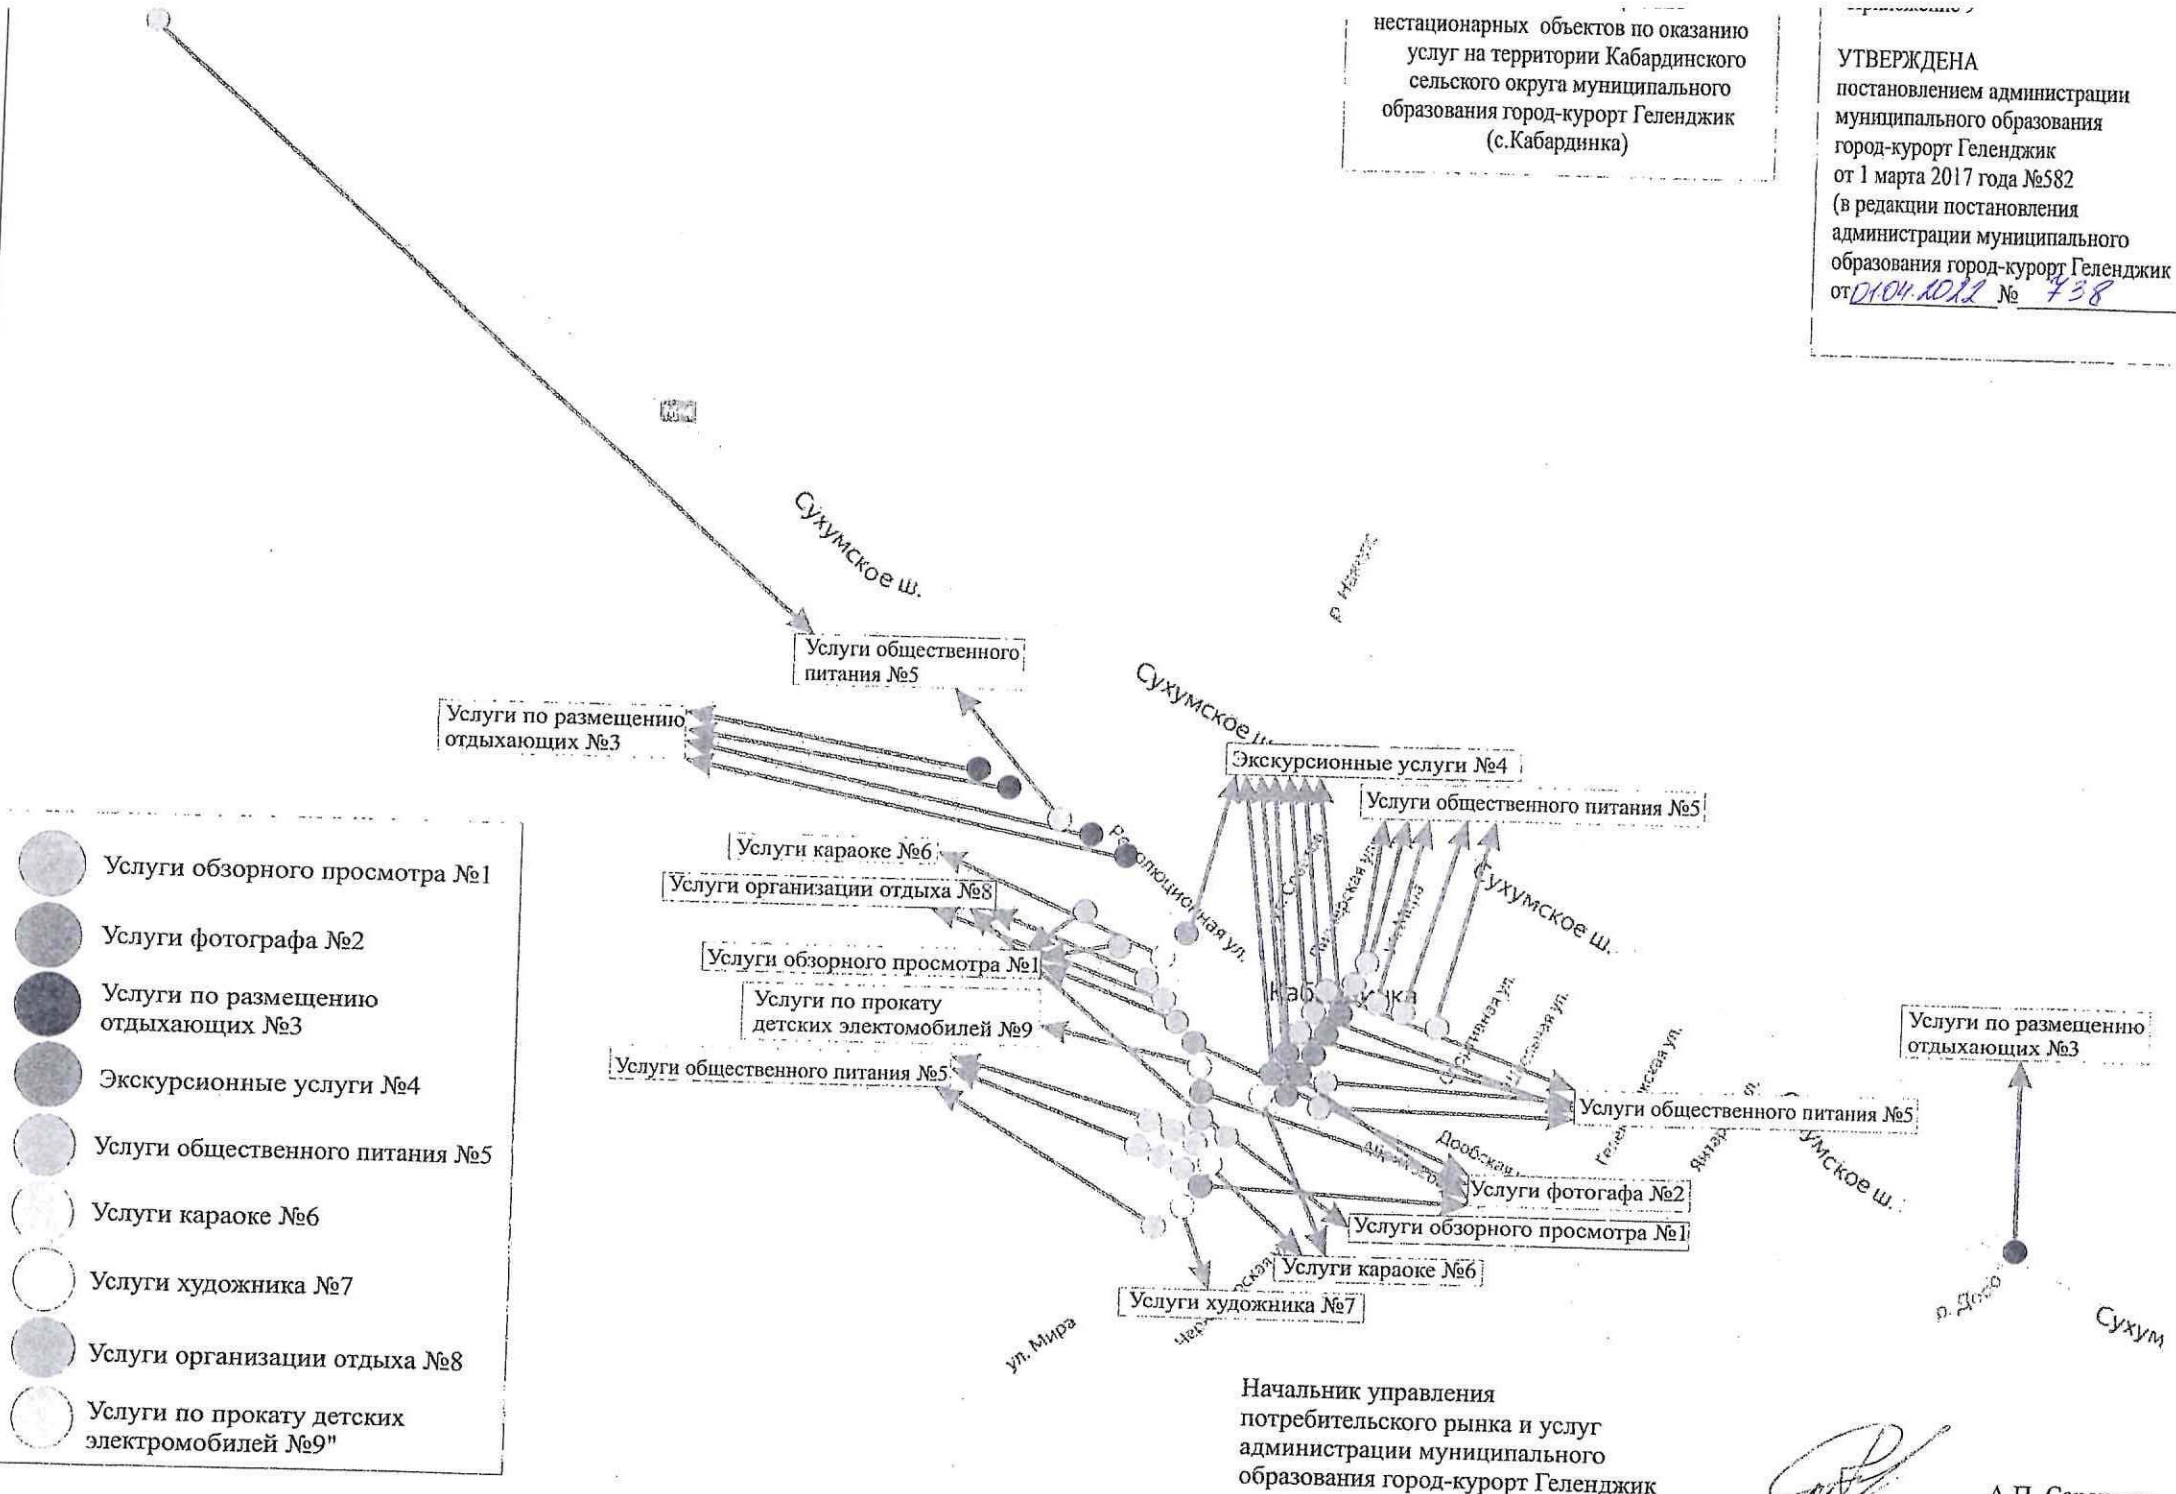 нестационарных объектов по оказанию
услуг на территории Кабардинского
сельского округа муниципального
образования город-курорт Геленджик
(с.Кабардинка)
УТВЕРЖДЕНА
постановлением администрации
муниципального образования
город-курорт Геленджик
от 1 марта 2017 года №582
(в редакции постановления
администрации муниципального
образования город-курорт Геленджик
от 01.04.2022 № 738
Сухумское ш.
Услуги общественного
питания №5
Сухумское ш.
Услуги по размещению
отдыхающих №3
Экскурсионные услуги №4
Услуги общественного питания №5
Услуги караоке №6
Услуги организации отдыха №8
Революционная ул.
Сухумское ш.
Услуги обзорного просмотра №1
Услуги по прокату
детских электомобилей №9
Услуги общественного питания №5
Кабардинка
Услуги по размещению
отдыхающих №3
Услуги общественного питания №5
Дообская
Услуги фотогафа №2
Услуги обзорного просмотра №1
Услуги караоке №6
Услуги художника №7
ул. Мира
умское ш.
р. Дооб
Сухум
Услуги обзорного просмотра №1
Услуги фотографа №2
Услуги по размещению
отдыхающих №3
Экскурсионные услуги №4
Услуги общественного питания №5
Услуги караоке №6
Услуги художника №7
Услуги организации отдыха №8
Услуги по прокату детских
электромобилей №9"
Начальник управления
потребительского рынка и услуг
администрации муниципального
образования город-курорт Геленджик